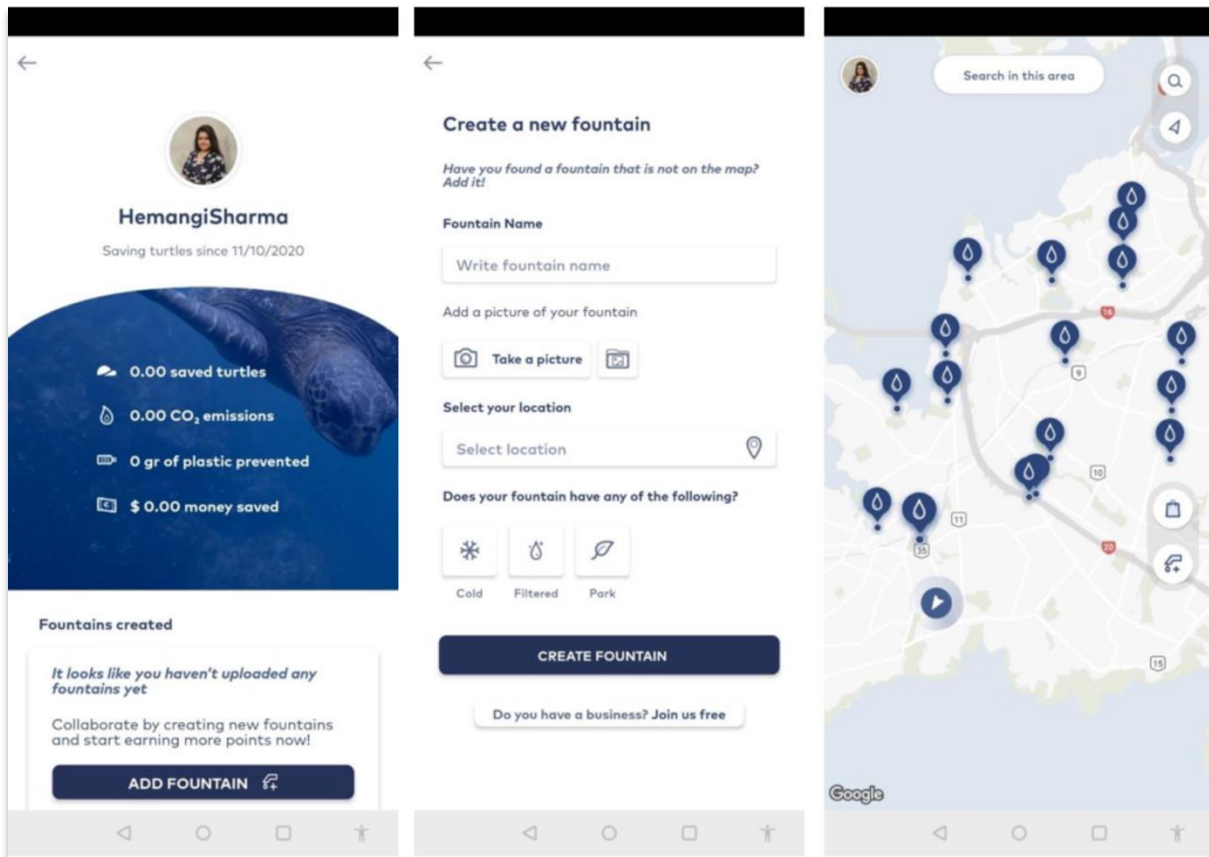 HemangiSharma
Saving turtles since 11/10/2020
0.00 saved turtles
0.00 CO₂ emissions
0 gr of plastic prevented
$ 0.00 money saved
Fountains created
It looks like you haven't uploaded any
fountains yet
Collaborate by creating new fountains
and start earning more points now!
ADD FOUNTAIN
Create a new fountain
Have you found a fountain that is not on the map?
Add it!
Fountain Name
Write fountain name
Add a picture of your fountain
Take a picture
Select your location
Select location
Does your fountain have any of the following?
Cold
Filtered
Park
CREATE FOUNTAIN
Do you have a business? Join us free
Search in this area
16
9
10
11
35
20
15
Google